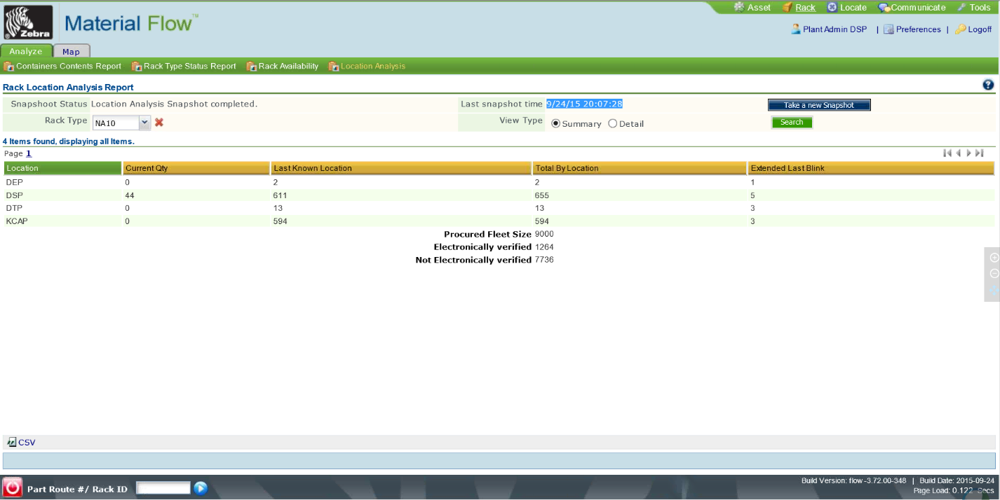 Asset Rack Locate Communicate Tools
Zebra
Material Flow™
Plant Admin DSP | Preferences | Logoff
Analyze Map
Containers Contents Report Rack Type Status Report Rack Availability Location Analysis
Rack Location Analysis Report
Snapshoot Status Location Analysis Snapshot completed. Last snapshot time 9/24/15 20:07:28 Take a new Snapshot
Rack Type NA10 View Type Summary Detail Search
4 Items found, displaying all Items.
Page 1
Location Current Qty Last Known Location Total By Location Extended Last Blink
DEP 0 2 2 1
DSP 44 611 655 5
DTP 0 13 13 3
KCAP 0 594 594 3
Procured Fleet Size 9000
Electronically verified 1264
Not Electronically verified 7736
CSV
Part Route #/ Rack ID
Build Version: flow-3.72.00-348 | Build Date: 2015-09-24
Page Load: 0.122 Secs